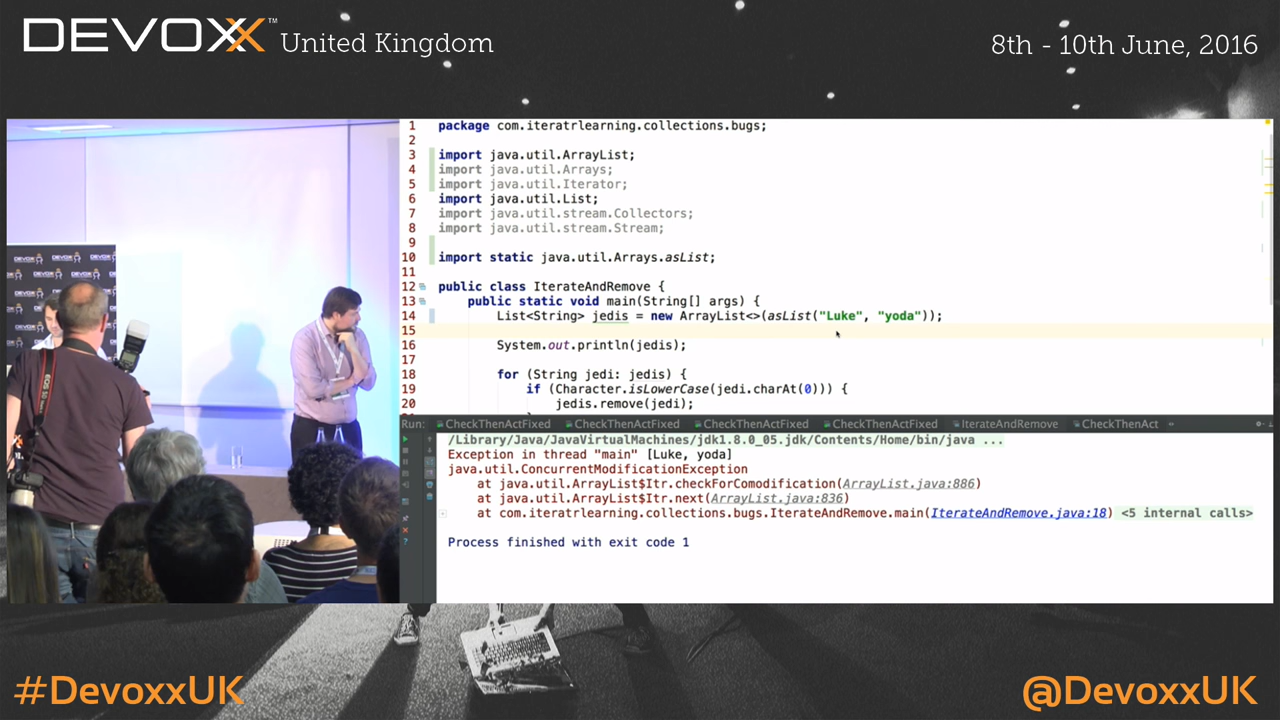 DEVOXX™ United Kingdom
8th - 10th June, 2016
1 package com.iteratrlearning.collections.bugs;
2
3 import java.util.ArrayList;
4 import java.util.Arrays;
5 import java.util.Iterator;
6 import java.util.List;
7 import java.util.stream.Collectors;
8 import java.util.stream.Stream;
9
10 import static java.util.Arrays.asList;
11
12 public class IterateAndRemove {
13 public static void main(String[] args) {
14 List<String> jedis = new ArrayList<>(asList("Luke", "yoda"));
15
16 System.out.println(jedis);
17
18 for (String jedi: jedis) {
19 if (Character.isLowerCase(jedi.charAt(0))) {
20 jedis.remove(jedi);
Run: CheckThenActFixed CheckThenActFixed CheckThenActFixed CheckThenActFixed IterateAndRemove CheckThenAct
/Library/Java/JavaVirtualMachines/jdk1.8.0_05.jdk/Contents/Home/bin/java ...
Exception in thread "main" [Luke, yoda]
java.util.ConcurrentModificationException
at java.util.ArrayList$Itr.checkForComodification(ArrayList.java:886)
at java.util.ArrayList$Itr.next(ArrayList.java:836)
at com.iteratrlearning.collections.bugs.IterateAndRemove.main(IterateAndRemove.java:18) <5 internal calls>
Process finished with exit code 1
DEVOXX
EOS 5D
#DevoxxUK
@DevoxxUK